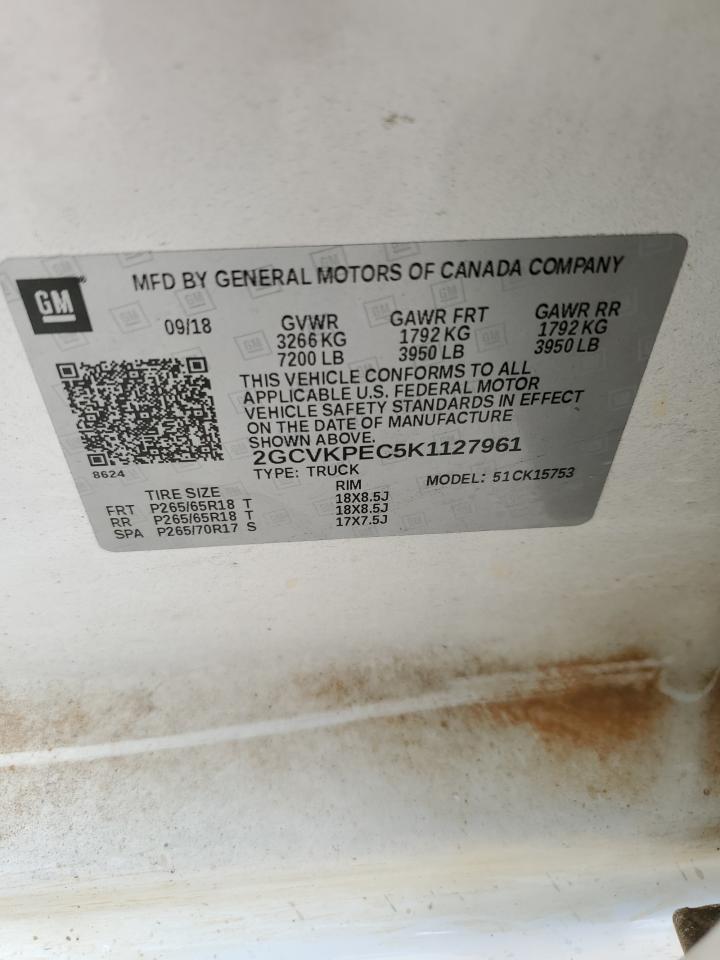 GM
MFD BY GENERAL MOTORS OF CANADA COMPANY
09/18
GVWR
3266 KG
7200 LB
GAWR FRT
1792 KG
3950 LB
GAWR RR
1792 KG
3950 LB
THIS VEHICLE CONFORMS TO ALL
APPLICABLE U.S. FEDERAL MOTOR
VEHICLE SAFETY STANDARDS IN EFFECT
ON THE DATE OF MANUFACTURE
SHOWN ABOVE.
2GCVKPEC5K1127961
8624
TYPE: TRUCK
MODEL: 51CK15753
TIRE SIZE RIM
FRT P265/65R18 T 18X8.5J
RR P265/65R18 T 18X8.5J
SPA P265/70R17 S 17X7.5J